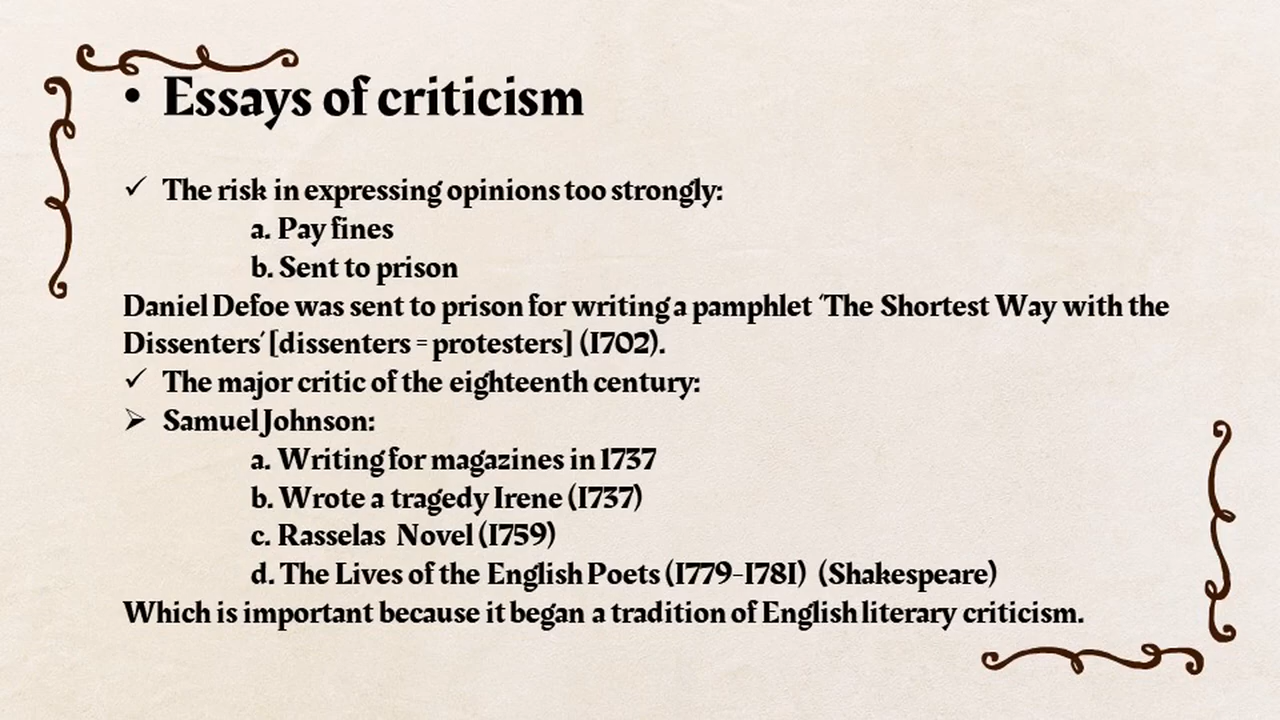 • Essays of criticism
✓ The risk in expressing opinions too strongly:
a. Pay fines
b. Sent to prison
Daniel Defoe was sent to prison for writing a pamphlet ‘The Shortest Way with the
Dissenters’ [dissenters = protesters] (1702).
✓ The major critic of the eighteenth century:
➢ Samuel Johnson:
a. Writing for magazines in 1737
b. Wrote a tragedy Irene (1737)
c. Rasselas Novel (1759)
d. The Lives of the English Poets (1779-1781) (Shakespeare)
Which is important because it began a tradition of English literary criticism.